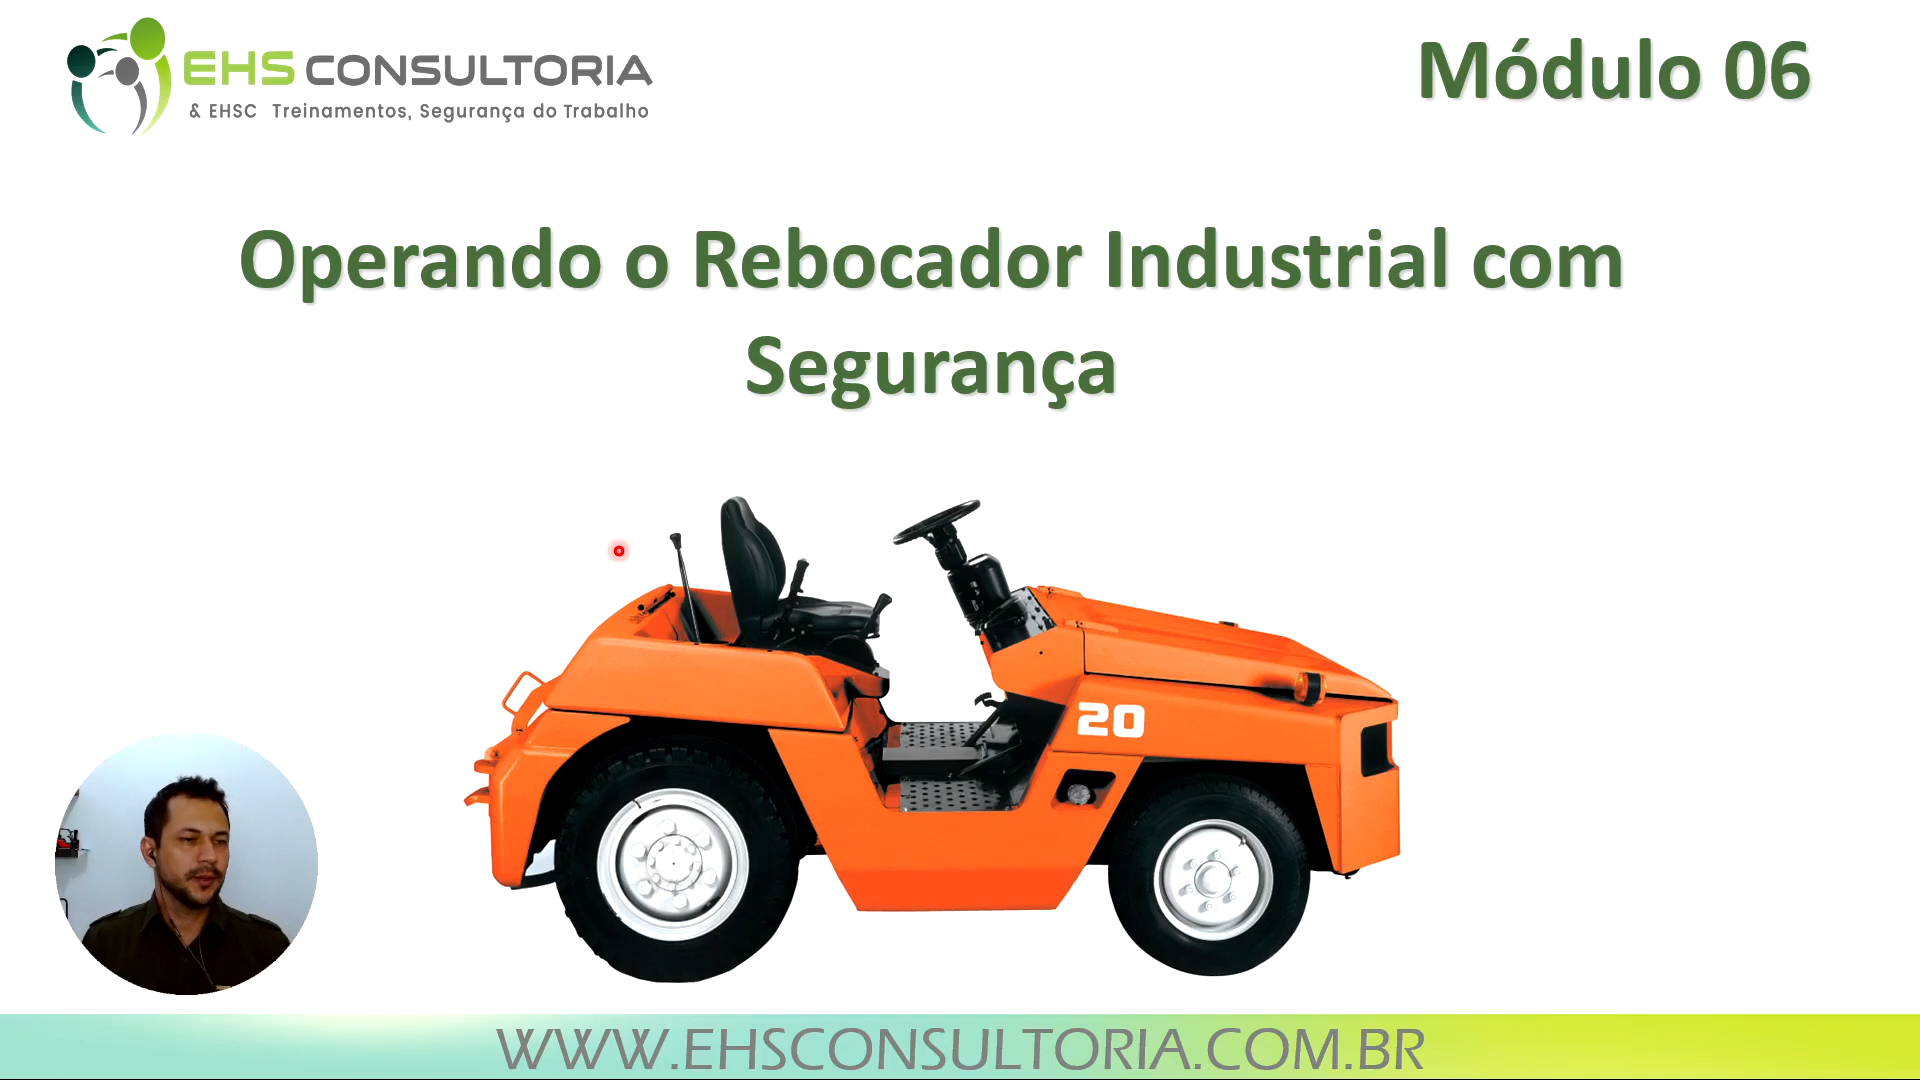 EHS CONSULTORIA
& EHSC Treinamentos, Segurança do Trabalho
Módulo 06
Operando o Rebocador Industrial com
Segurança
20
WWW.EHSCONSULTORIA.COM.BR